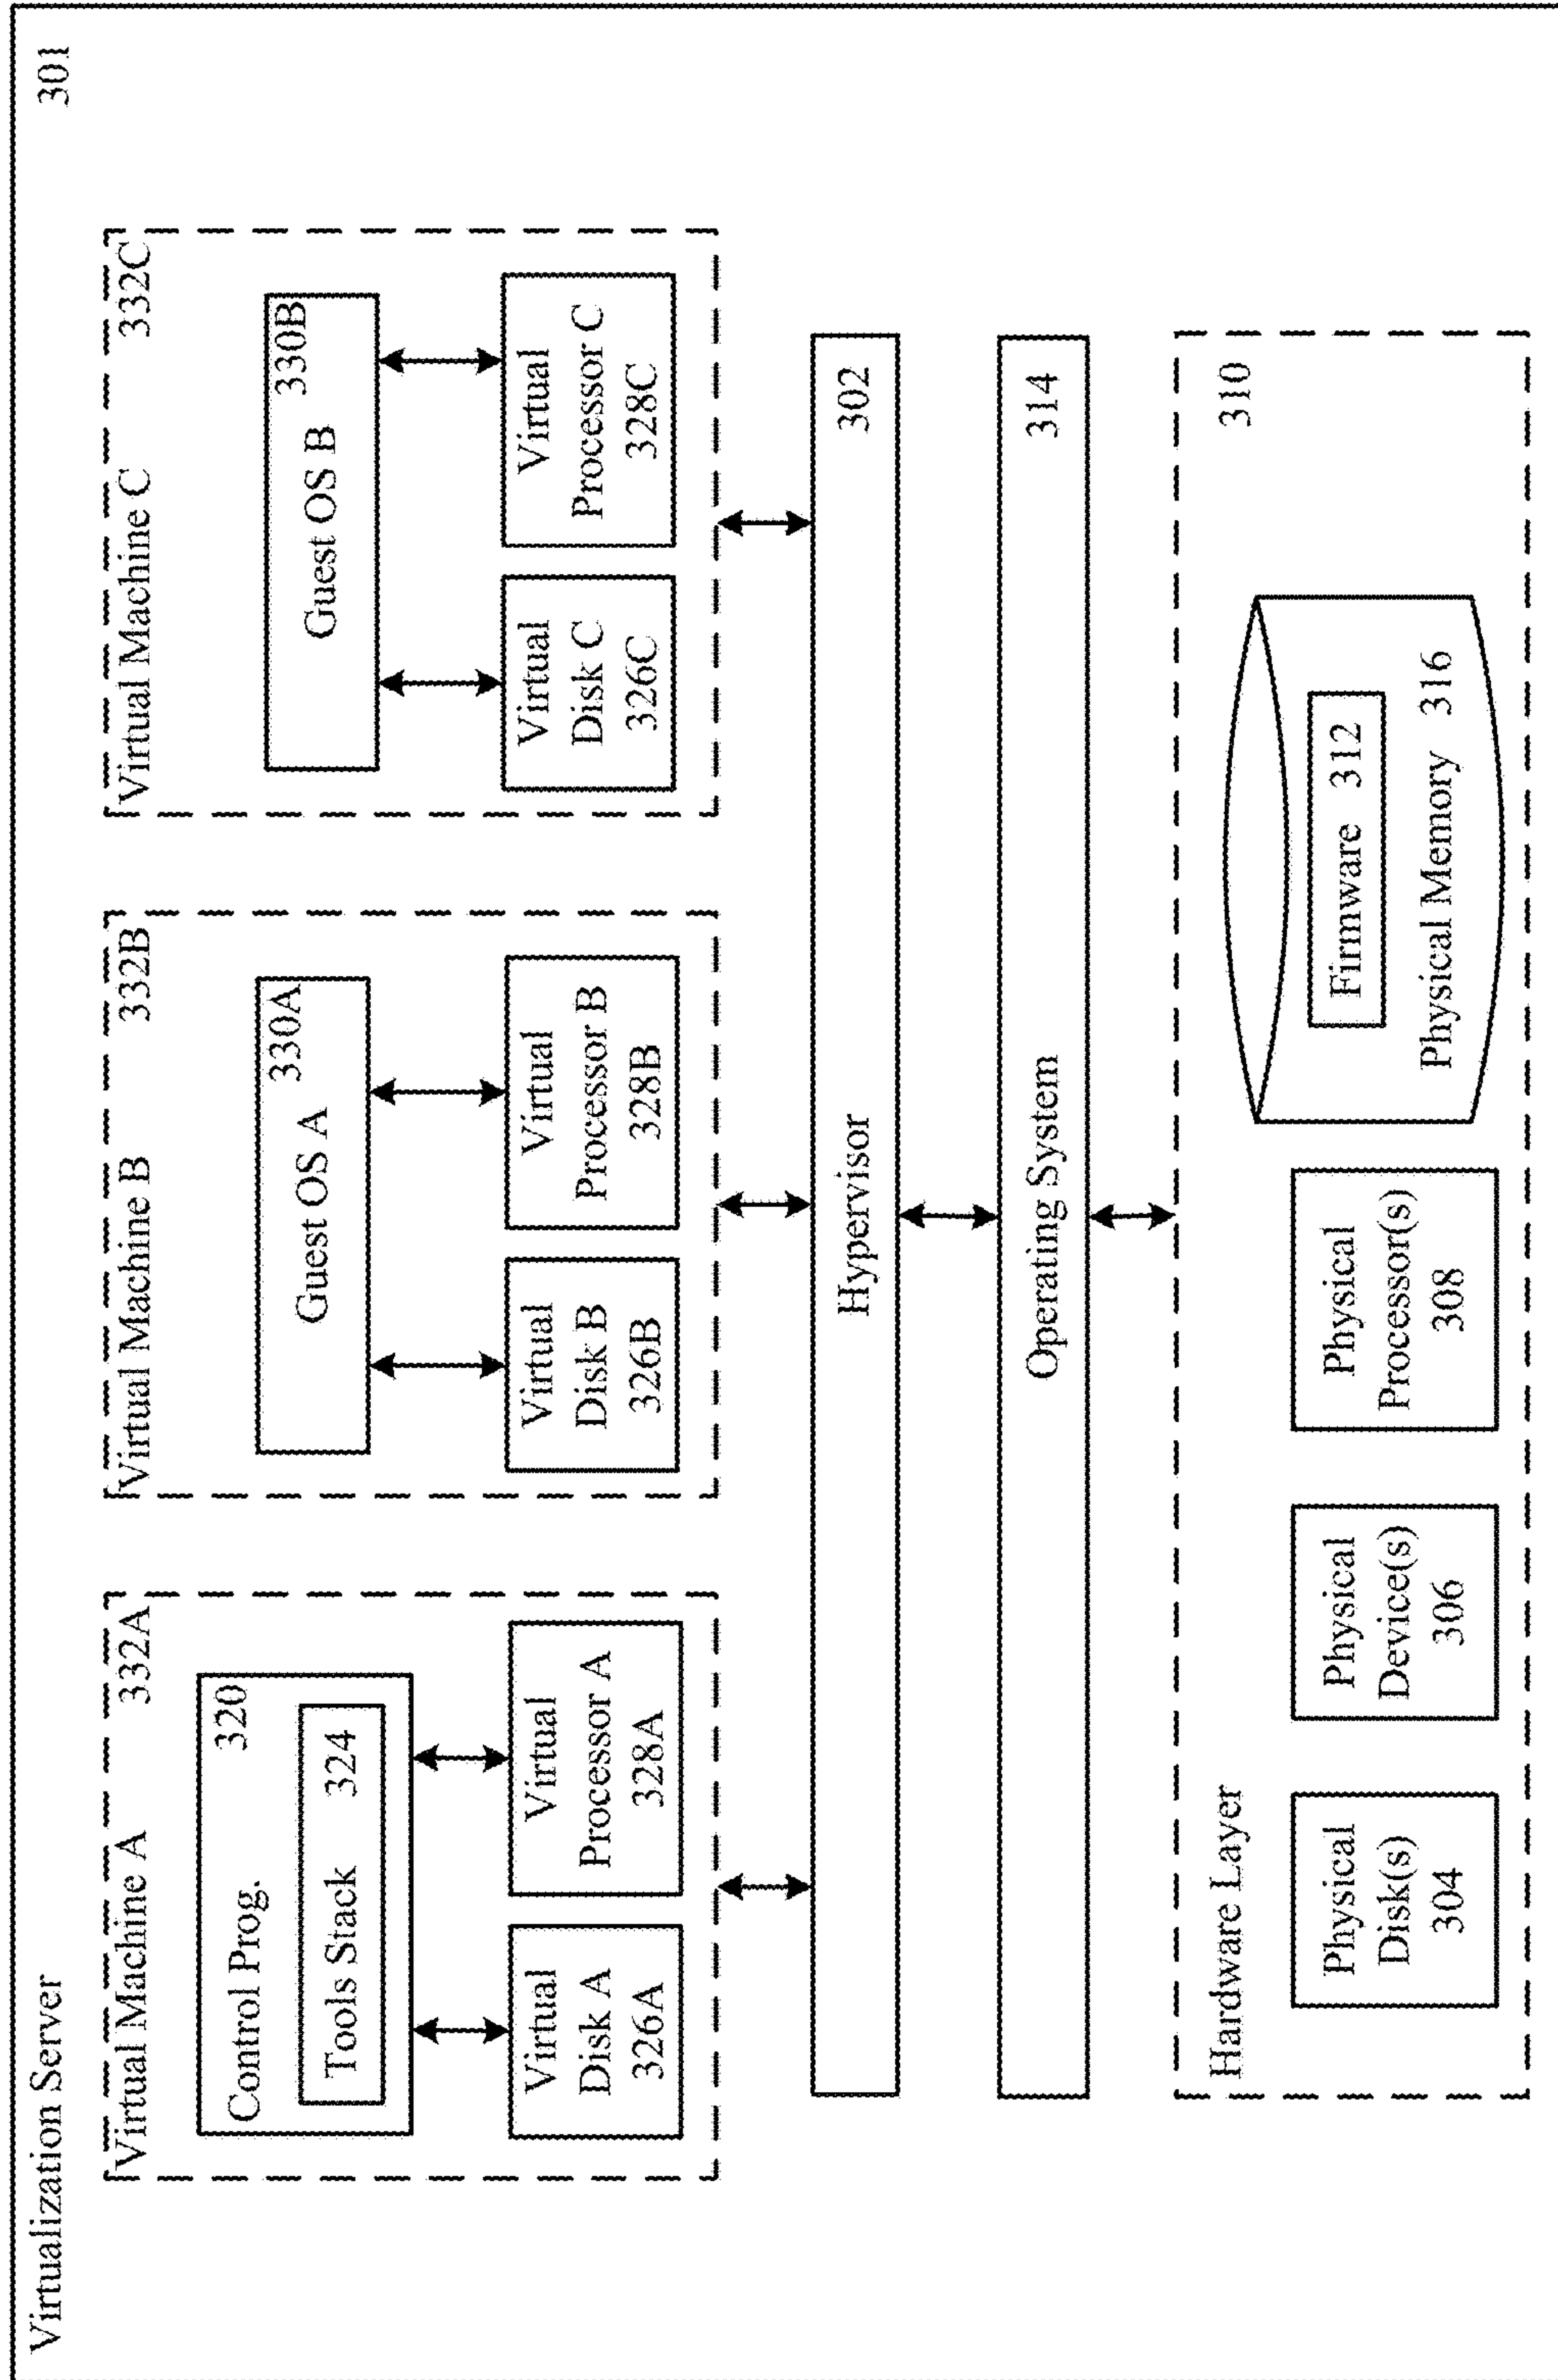 Virtualization Server 301
Virtual Machine A 332A
Control Prog. 320
Tools Stack 324
Virtual
Disk A
326A
Virtual
Processor A
328A
Virtual Machine B 332B
330A
Guest OS A
Virtual
Disk B
326B
Virtual
Processor B
328B
Virtual Machine C 332C
330B
Guest OS B
Virtual
Disk C
326C
Virtual
Processor C
328C
Hypervisor 302
Operating System 314
Hardware Layer 310
Physical
Disk(s)
304
Physical
Device(s)
306
Physical
Processor(s)
308
Firmware 312
Physical Memory 316